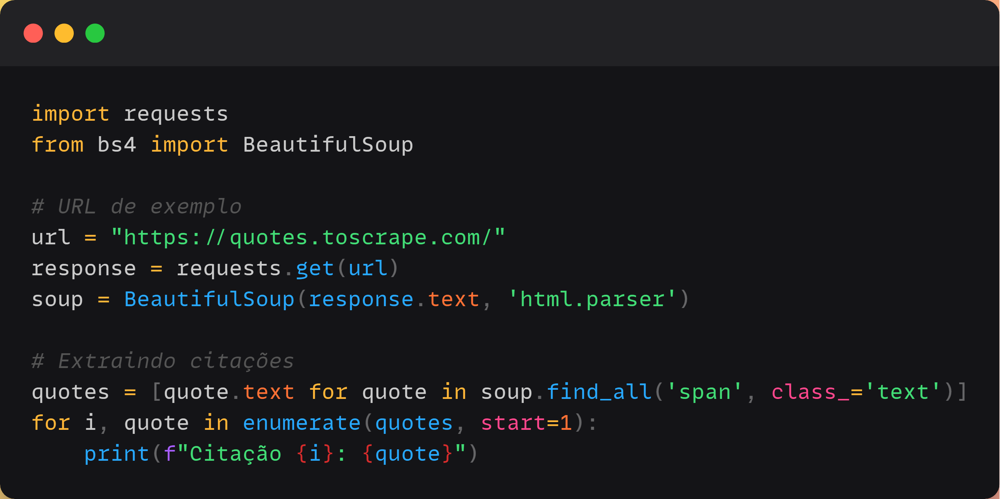 import requests
from bs4 import BeautifulSoup
# URL de exemplo
url = "https://quotes.toscrape.com/"
response = requests.get(url)
soup = BeautifulSoup(response.text, 'html.parser')
# Extraindo citações
quotes = [quote.text for quote in soup.find_all('span', class_='text')]
for i, quote in enumerate(quotes, start=1):
    print(f"Citação {i}: {quote}")